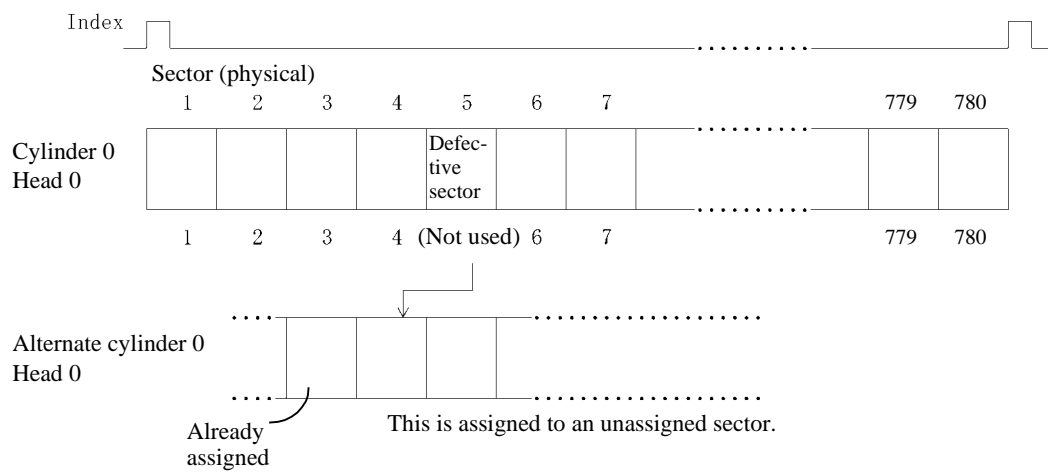 Index
Sector (physical)
1 2 3 4 5 6 7 779 780
Cylinder 0
Head 0
Defec-
tive
sector
1 2 3 4 (Not used) 6 7 779 780
Alternate cylinder 0
Head 0
Already
assigned
This is assigned to an unassigned sector.